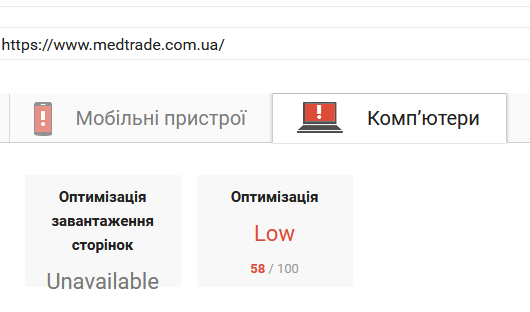 https://www.medtrade.com.ua/
Мобільні пристрої
Комп’ютери
Оптимізація
завантаження
сторінок
Unavailable
Оптимізація
Low
58 / 100